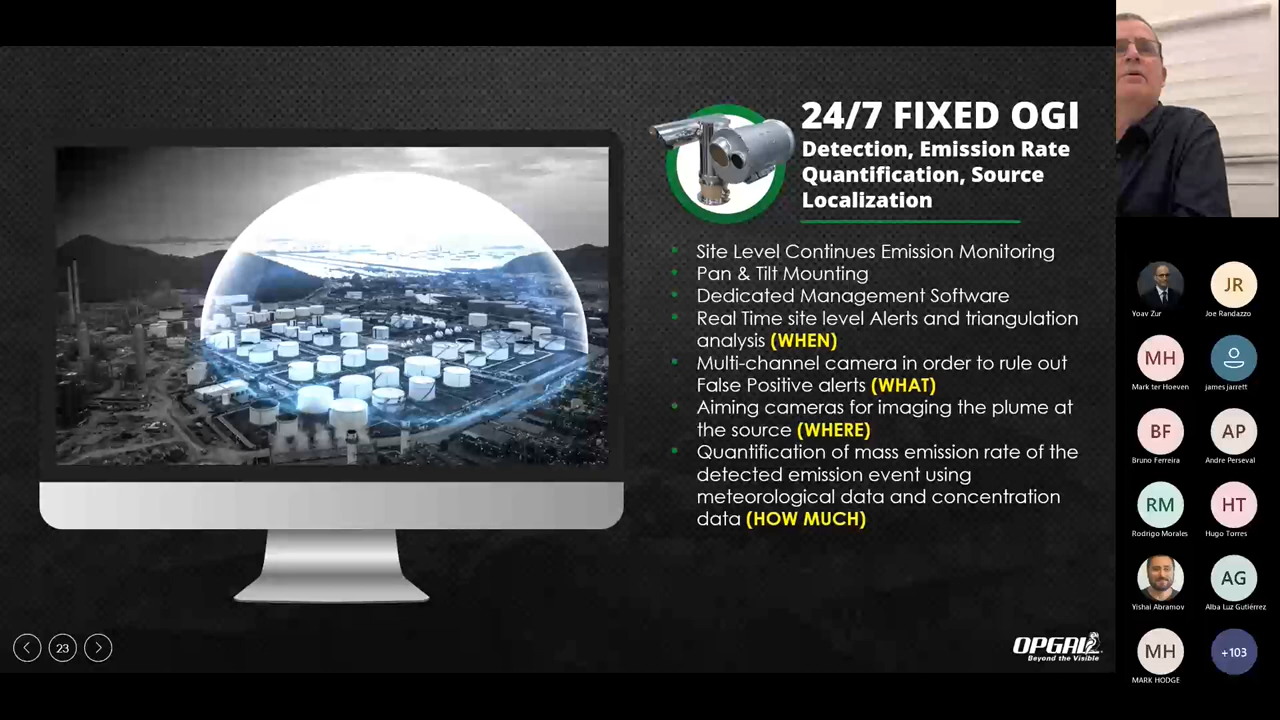 24/7 FIXED OGI
Detection, Emission Rate
Quantification, Source
Localization
Site Level Continues Emission Monitoring
Pan & Tilt Mounting
Dedicated Management Software
Real Time site level Alerts and triangulation
analysis (WHEN)
Multi-channel camera in order to rule out
False Positive alerts (WHAT)
Aiming cameras for imaging the plume at
the source (WHERE)
Quantification of mass emission rate of the
detected emission event using
meteorological data and concentration
data (HOW MUCH)
23
OPGAL
Beyond the Visible
Yoav Zur
JR
Joe Randazzo
MH
Mark ter Hoeven
james jarrett
BF
Bruno Ferreira
AP
Andre Perseval
RM
Rodrigo Morales
HT
Hugo Torres
Yishai Abramov
AG
Alba Luz Gutiérrez
MH
MARK HODGE
+103